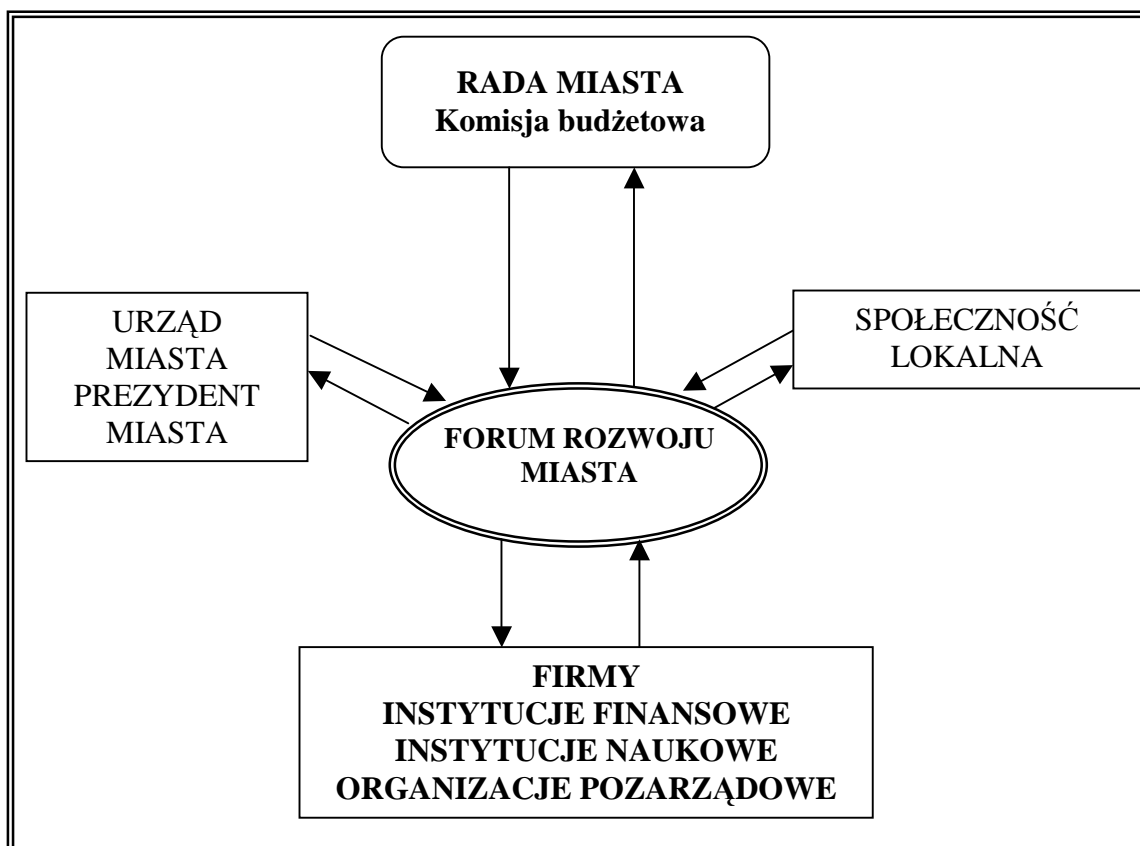 RADA MIASTA
Komisja budżetowa
URZĄD
MIASTA
PREZYDENT
MIASTA
SPOŁECZNOŚĆ
LOKALNA
FORUM ROZWOJU
MIASTA
FIRMY
INSTYTUCJE FINANSOWE
INSTYTUCJE NAUKOWE
ORGANIZACJE POZARZĄDOWE